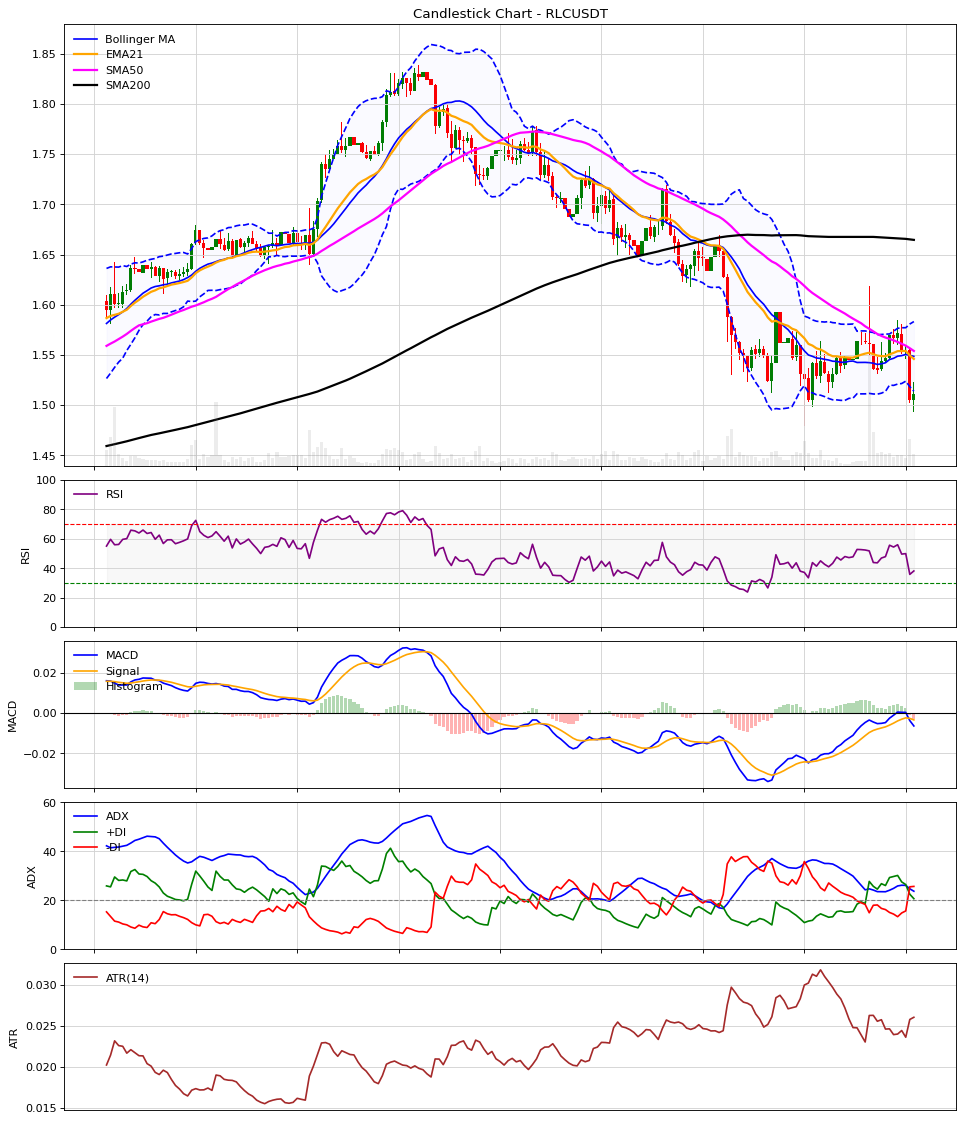 Candlestick Chart - RLCUSDT
Bollinger MA
EMA21
SMA50
SMA200
1.85
1.80
1.75
1.70
1.65
1.60
1.55
1.50
1.45
RSI
RSI
100
80
60
40
20
0
MACD
Signal
Histogram
MACD
0.02
0.00
−0.02
ADX
+DI
-DI
ADX
60
40
20
0
ATR(14)
ATR
0.030
0.025
0.020
0.015